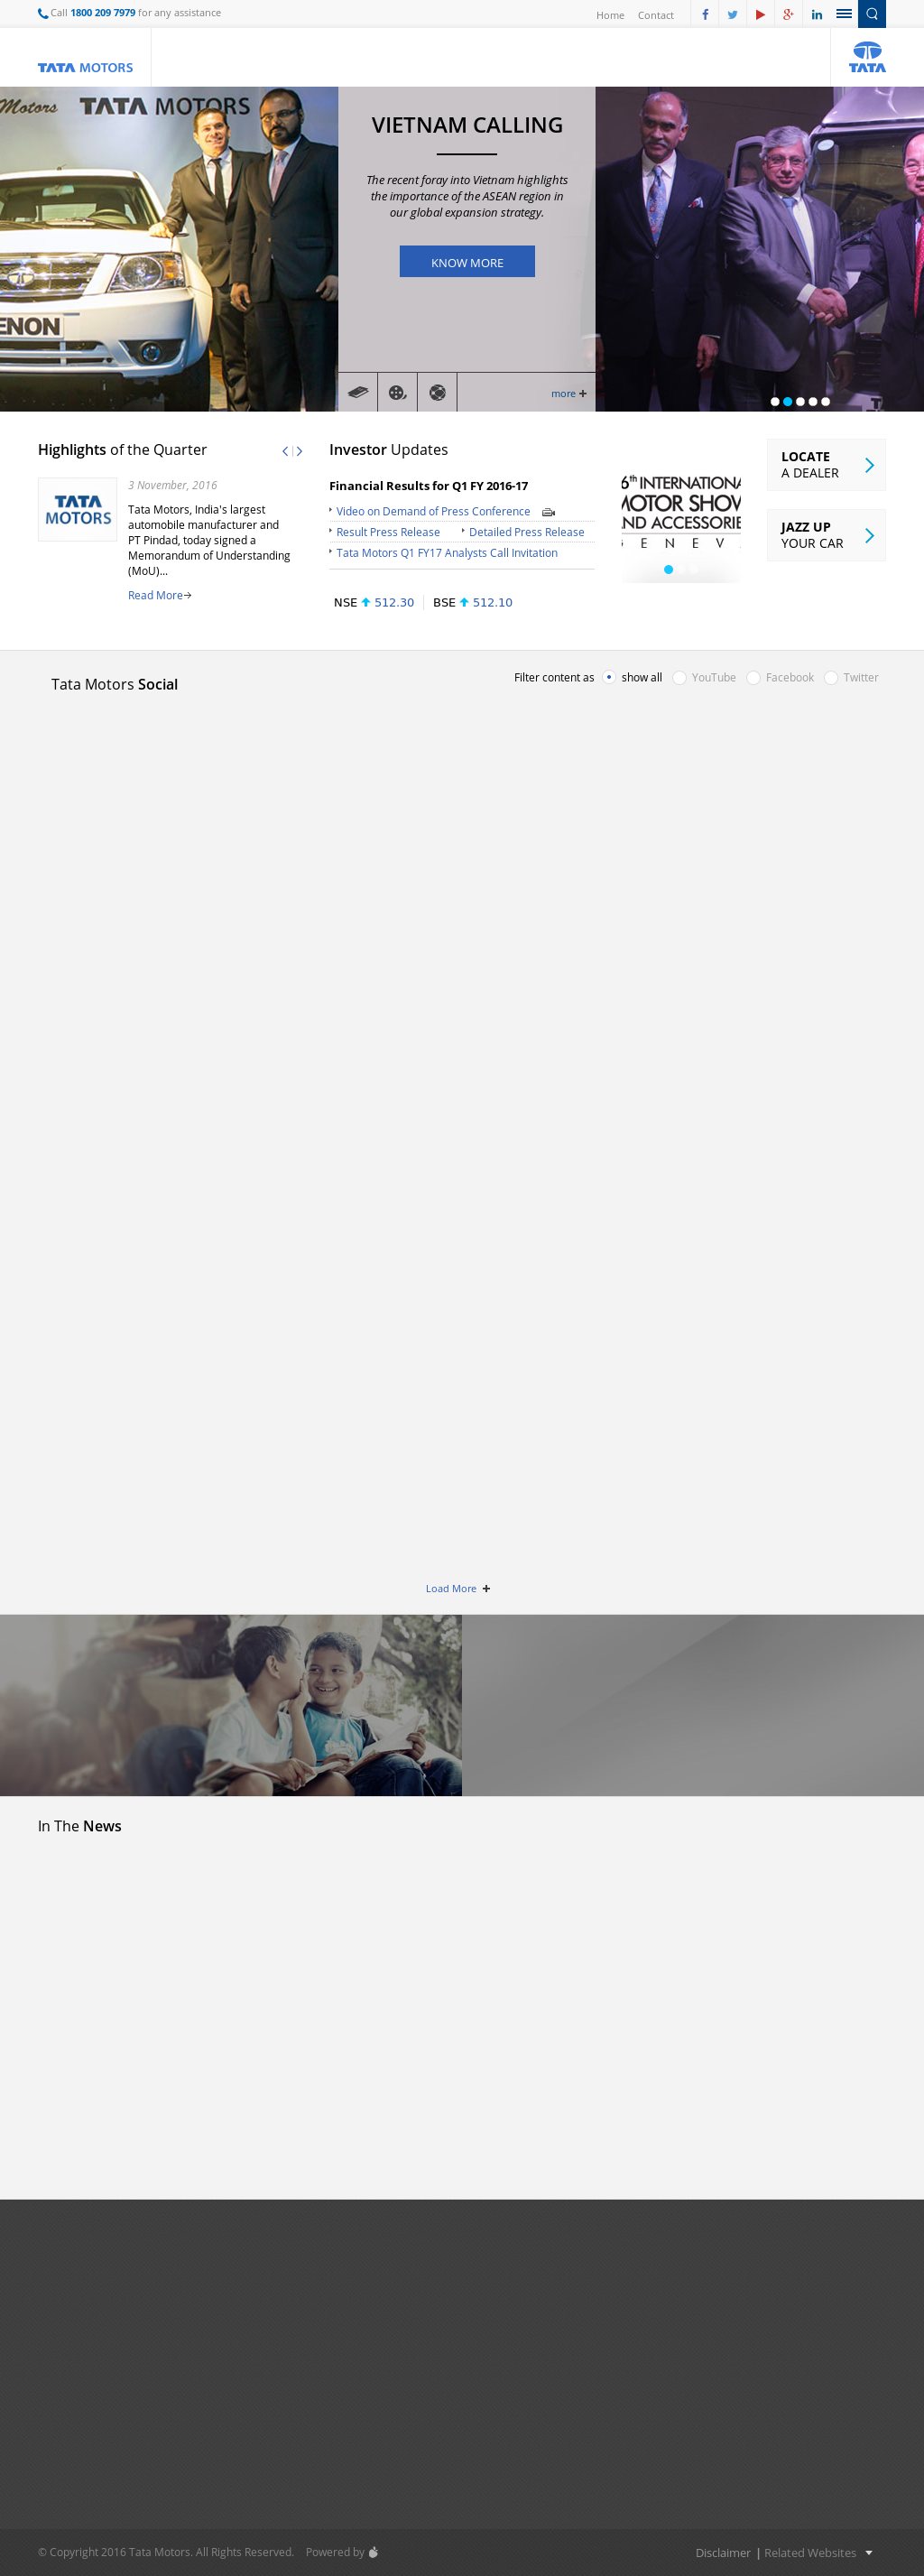 Call 1800 209 7979 for any assistance
Home Contact
TATA MOTORS
TATA
Motors TATA MOTORS
ENON
VIETNAM CALLING
The recent foray into Vietnam highlights
the importance of the ASEAN region in
our global expansion strategy.
KNOW MORE
more
Highlights of the Quarter
TATA
MOTORS
3 November, 2016
Tata Motors, India's largest
automobile manufacturer and
PT Pindad, today signed a
Memorandum of Understanding
(MoU)...
Read More
Investor Updates
Financial Results for Q1 FY 2016-17
Video on Demand of Press Conference
Result Press Release Detailed Press Release
Tata Motors Q1 FY17 Analysts Call Invitation
NSE 512.30 BSE 512.10
6th INTERNATIONA
MOTOR SHOW
ND ACCESSORIE
G E N E V
LOCATE
A DEALER
JAZZ UP
YOUR CAR
Tata Motors Social
Filter content as show all YouTube Facebook Twitter
Load More
In The News
© Copyright 2016 Tata Motors. All Rights Reserved. Powered by
Disclaimer | Related Websites